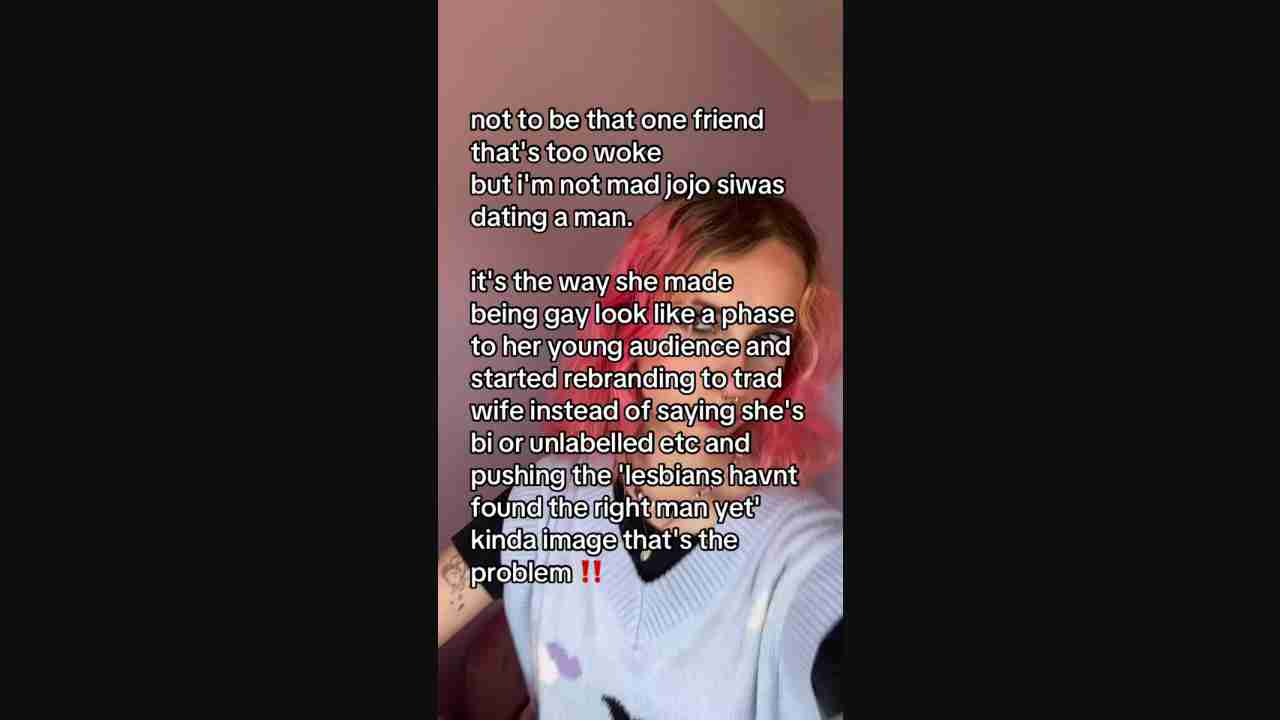 not to be that one friend
that's too woke
but i'm not mad jojo siwas
dating a man.
it's the way she made
being gay look like a phase
to her young audience and
started rebranding to trad
wife instead of saying she's
bi or unlabelled etc and
pushing the 'lesbians havnt
found the right man yet'
kinda image that's the
problem ‼️